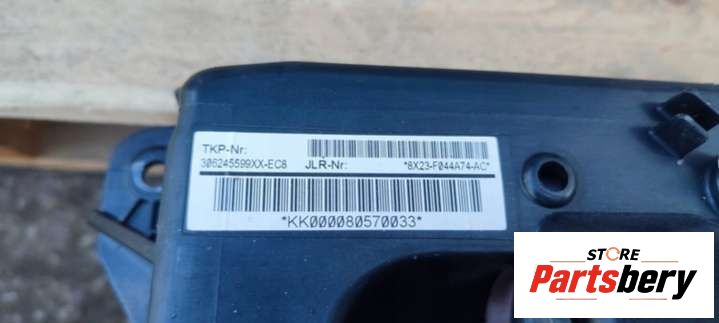 TKP-Nr:
306245599XX-EC8 JLR-Nr: *8X23-F044A74-AC*
*KK000080570033*
STORE
Partsbery